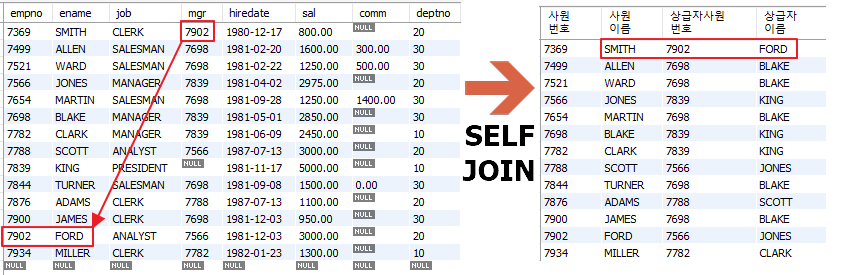 empno ename job mgr hiredate sal comm deptno
7369 SMITH CLERK 7902 1980-12-17 800.00 NULL 20
7499 ALLEN SALESMAN 7698 1981-02-20 1600.00 300.00 30
7521 WARD SALESMAN 7698 1981-02-22 1250.00 500.00 30
7566 JONES MANAGER 7839 1981-04-02 2975.00 NULL 20
7654 MARTIN SALESMAN 7698 1981-09-28 1250.00 1400.00 30
7698 BLAKE MANAGER 7839 1981-05-01 2850.00 NULL 30
7782 CLARK MANAGER 7839 1981-06-09 2450.00 NULL 10
7788 SCOTT ANALYST 7566 1987-07-13 3000.00 NULL 20
7839 KING PRESIDENT NULL 1981-11-17 5000.00 NULL 10
7844 TURNER SALESMAN 7698 1981-09-08 1500.00 0.00 30
7876 ADAMS CLERK 7788 1987-07-13 1100.00 NULL 20
7900 JAMES CLERK 7698 1981-12-03 950.00 NULL 30
7902 FORD ANALYST 7566 1981-12-03 3000.00 NULL 20
7934 MILLER CLERK 7782 1982-01-23 1300.00 NULL 10
NULL NULL NULL NULL NULL NULL NULL NULL
SELF
JOIN
사원 사원 상급자사원 상급자
번호 이름 번호 이름
7369 SMITH 7902 FORD
7499 ALLEN 7698 BLAKE
7521 WARD 7698 BLAKE
7566 JONES 7839 KING
7654 MARTIN 7698 BLAKE
7698 BLAKE 7839 KING
7782 CLARK 7839 KING
7788 SCOTT 7566 JONES
7844 TURNER 7698 BLAKE
7876 ADAMS 7788 SCOTT
7900 JAMES 7698 BLAKE
7902 FORD 7566 JONES
7934 MILLER 7782 CLARK